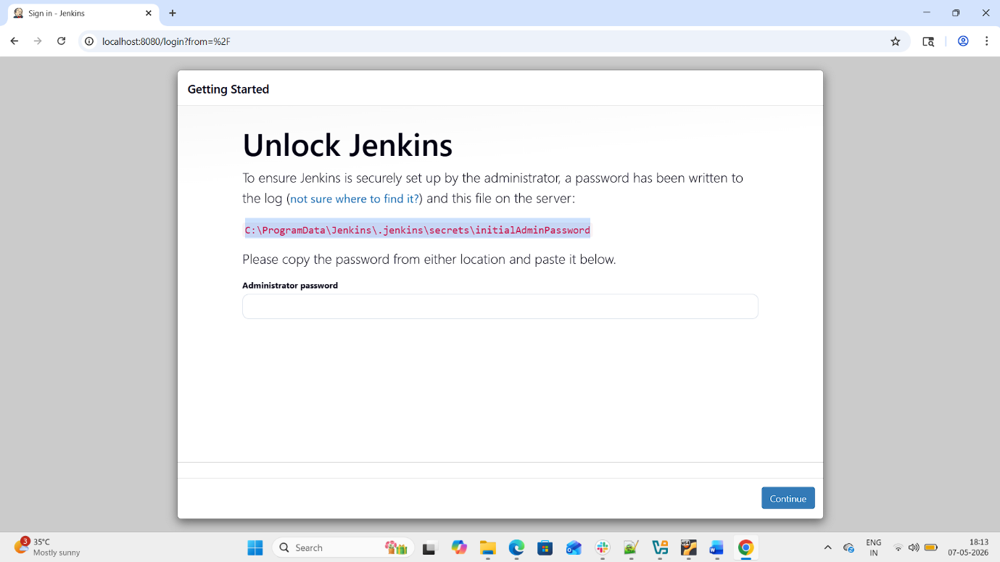 Sign in - Jenkins
localhost:8080/login?from=%2F
Getting Started
Unlock Jenkins
To ensure Jenkins is securely set up by the administrator, a password has been written to
the log (not sure where to find it?) and this file on the server:
C:\ProgramData\Jenkins\.jenkins\secrets\initialAdminPassword
Please copy the password from either location and paste it below.
Administrator password
Continue
3
35°C
Mostly sunny
Search
ENG
IN
18:13
07-05-2026